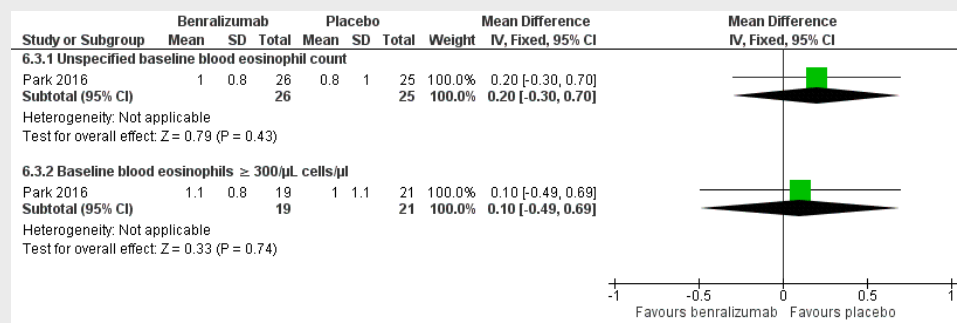 Benralizumab Placebo Mean Difference Mean Difference
Study or Subgroup Mean SD Total Mean SD Total Weight IV, Fixed, 95% CI IV, Fixed, 95% CI
6.3.1 Unspecified baseline blood eosinophil count
Park 2016 1 0.8 26 0.8 1 25 100.0% 0.20 [-0.30, 0.70]
Subtotal (95% CI) 26 25 100.0% 0.20 [-0.30, 0.70]
Heterogeneity: Not applicable
Test for overall effect: Z = 0.79 (P = 0.43)
6.3.2 Baseline blood eosinophils ≥ 300/μL cells/μl
Park 2016 1.1 0.8 19 1 1.1 21 100.0% 0.10 [-0.49, 0.69]
Subtotal (95% CI) 19 21 100.0% 0.10 [-0.49, 0.69]
Heterogeneity: Not applicable
Test for overall effect: Z = 0.33 (P = 0.74)
-1 -0.5 0 0.5 1
Favours benralizumab Favours placebo